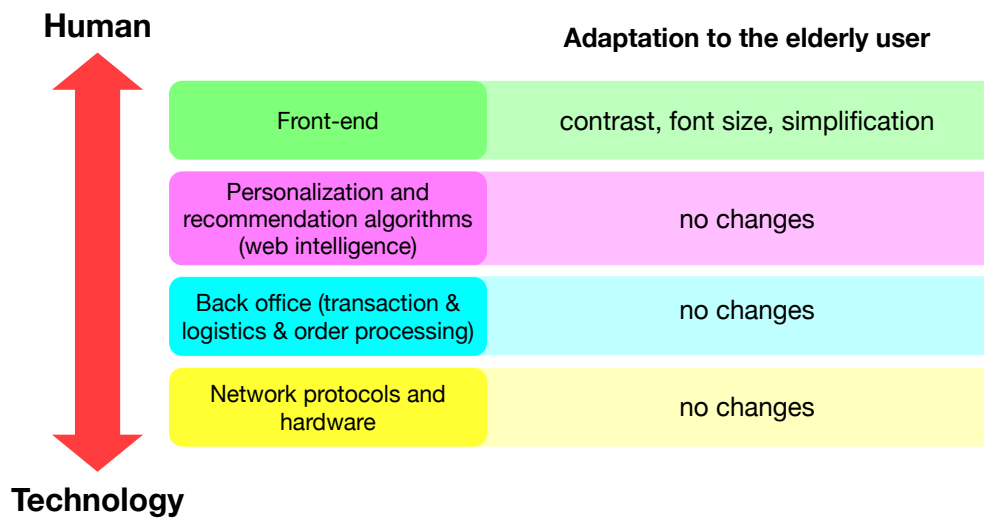 Human
Adaptation to the elderly user
Front-end
contrast, font size, simplification
Personalization and
recommendation algorithms
(web intelligence)
no changes
Back office (transaction &
logistics & order processing)
no changes
Network protocols and
hardware
no changes
Technology